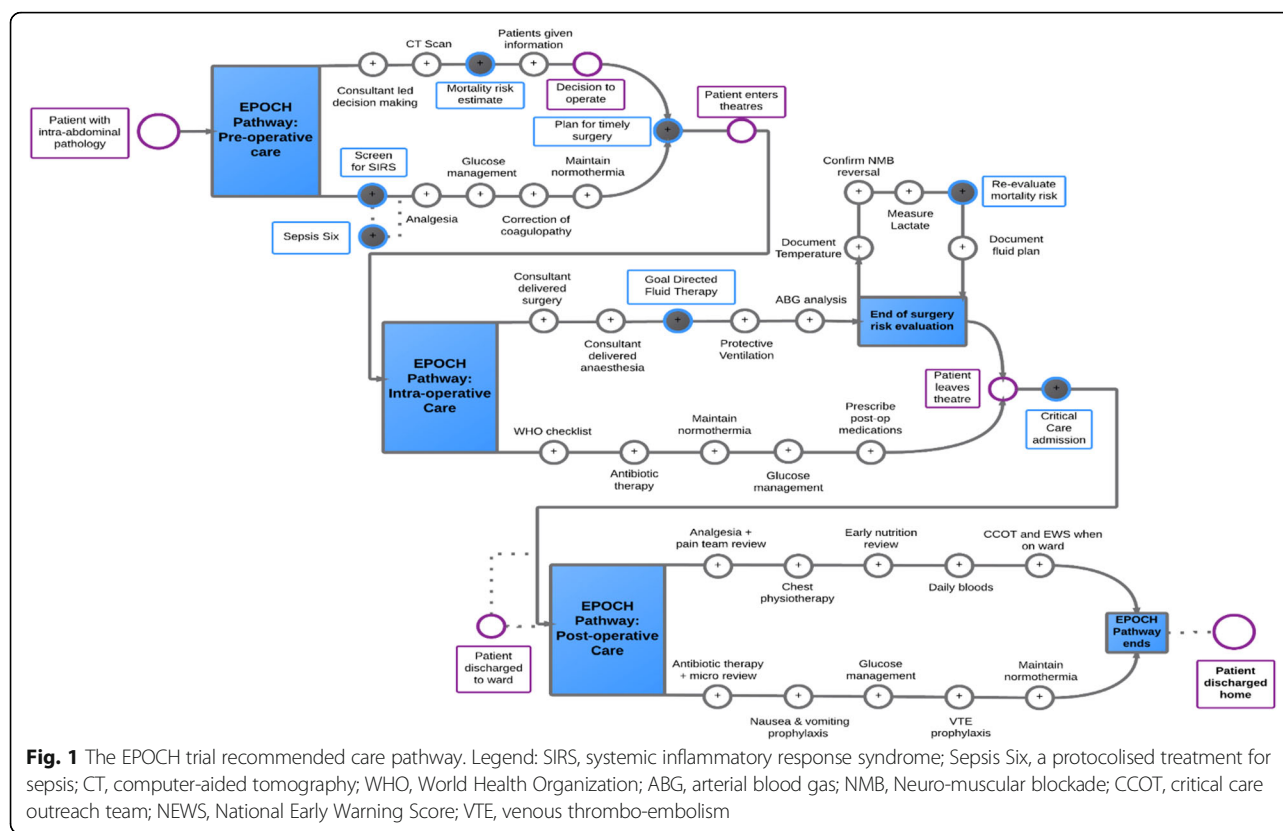 Patient with
intra-abdominal
pathology
EPOCH
Pathway:
Pre-operative
care
Consultant led
decision making
CT Scan
Mortality risk
estimate
Patients given
information
Decision to
operate
Plan for timely
surgery
Patient enters
theatres
Screen
for SIRS
Sepsis Six
Analgesia
Glucose
management
Correction of
coagulopathy
Maintain
normothermia
EPOCH
Pathway:
Intra-operative
Care
Consultant
delivered
surgery
Consultant
delivered
anaesthesia
Goal Directed
Fluid Therapy
Protective
Ventilation
ABG analysis
End of surgery
risk evaluation
Document
Temperature
Confirm NMB
reversal
Measure
Lactate
Re-evaluate
mortality risk
Document
fluid plan
WHO checklist
Antibiotic
therapy
Maintain
normothermia
Glucose
management
Prescribe
post-op
medications
Patient
leaves
theatre
Critical
Care
admission
Patient
discharged
to ward
EPOCH
Pathway:
Post-operative
Care
Analgesia +
pain team review
Chest
physiotherapy
Early nutrition
review
Daily bloods
CCOT and EWS when
on ward
Antibiotic therapy
+ micro review
Nausea & vomiting
prophylaxis
Glucose
management
VTE
prophylaxis
Maintain
normothermia
EPOCH
Pathway
ends
Patient
discharged
home
Fig. 1 The EPOCH trial recommended care pathway. Legend: SIRS, systemic inflammatory response syndrome; Sepsis Six, a protocolised treatment for
sepsis; CT, computer-aided tomography; WHO, World Health Organization; ABG, arterial blood gas; NMB, Neuro-muscular blockade; CCOT, critical care
outreach team; NEWS, National Early Warning Score; VTE, venous thrombo-embolism